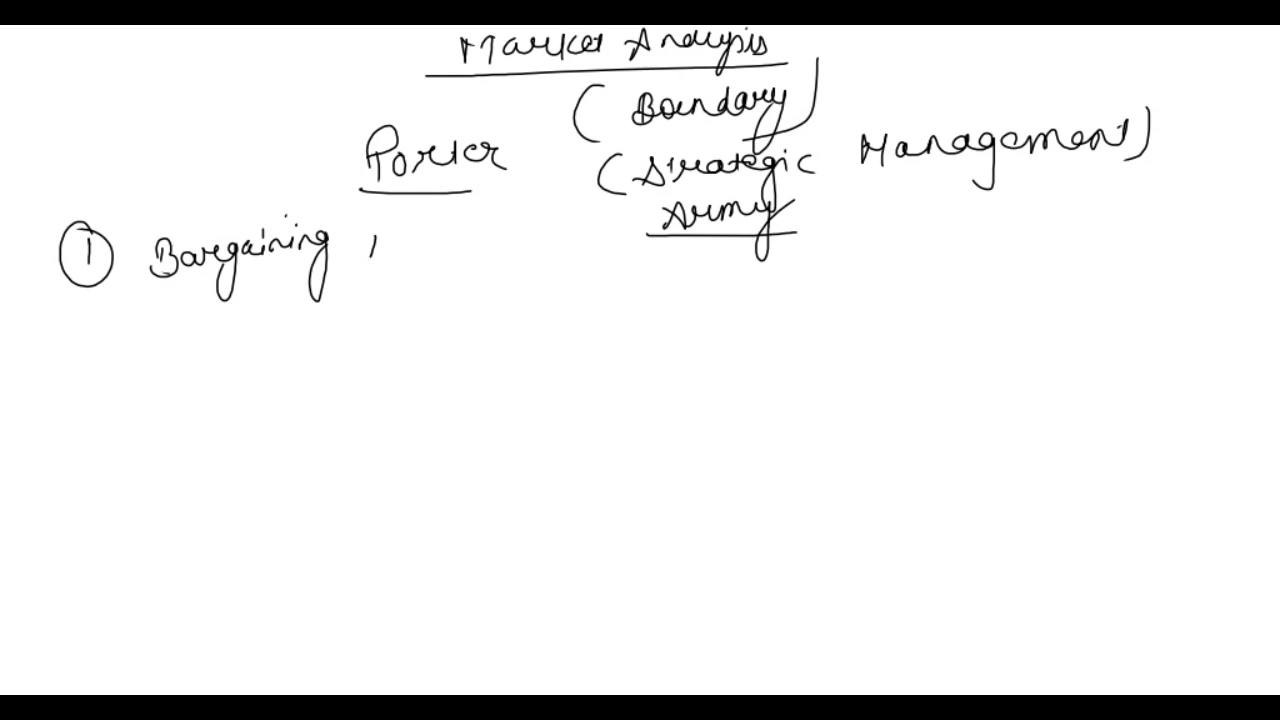 Market Analysis
(Boundary)
Porter (Strategic Management)
Army
① Bargaining